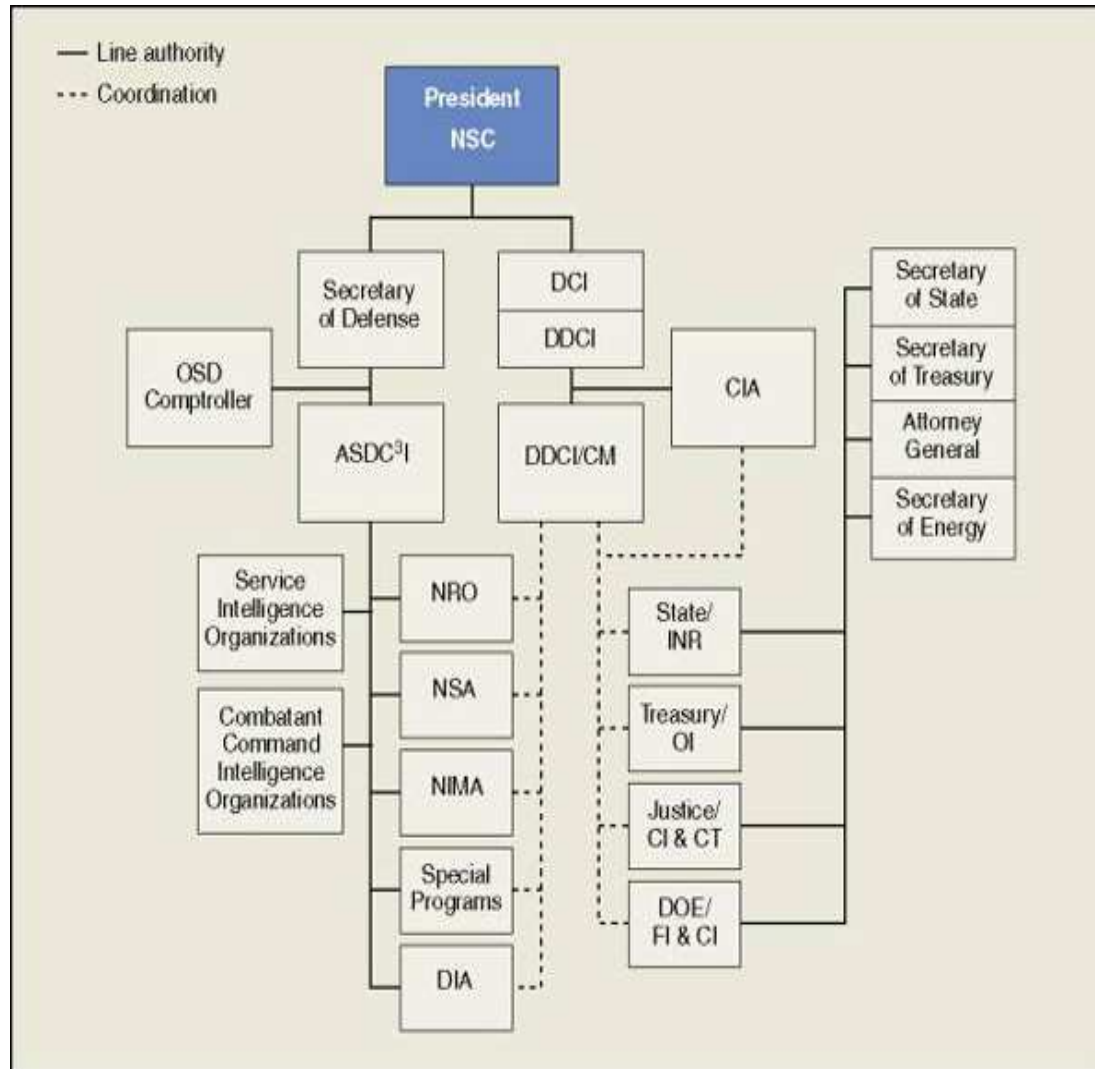 Line authority
Coordination
President
NSC
Secretary
of Defense
DCI
DDCI
OSD
Comptroller
CIA
ASDC³I
DDCI/CM
Secretary
of State
Secretary
of Treasury
Attorney
General
Secretary
of Energy
Service
Intelligence
Organizations
Combatant
Command
Intelligence
Organizations
NRO
NSA
NIMA
Special
Programs
DIA
State/
INR
Treasury/
OI
Justice/
CI & CT
DOE/
FI & CI